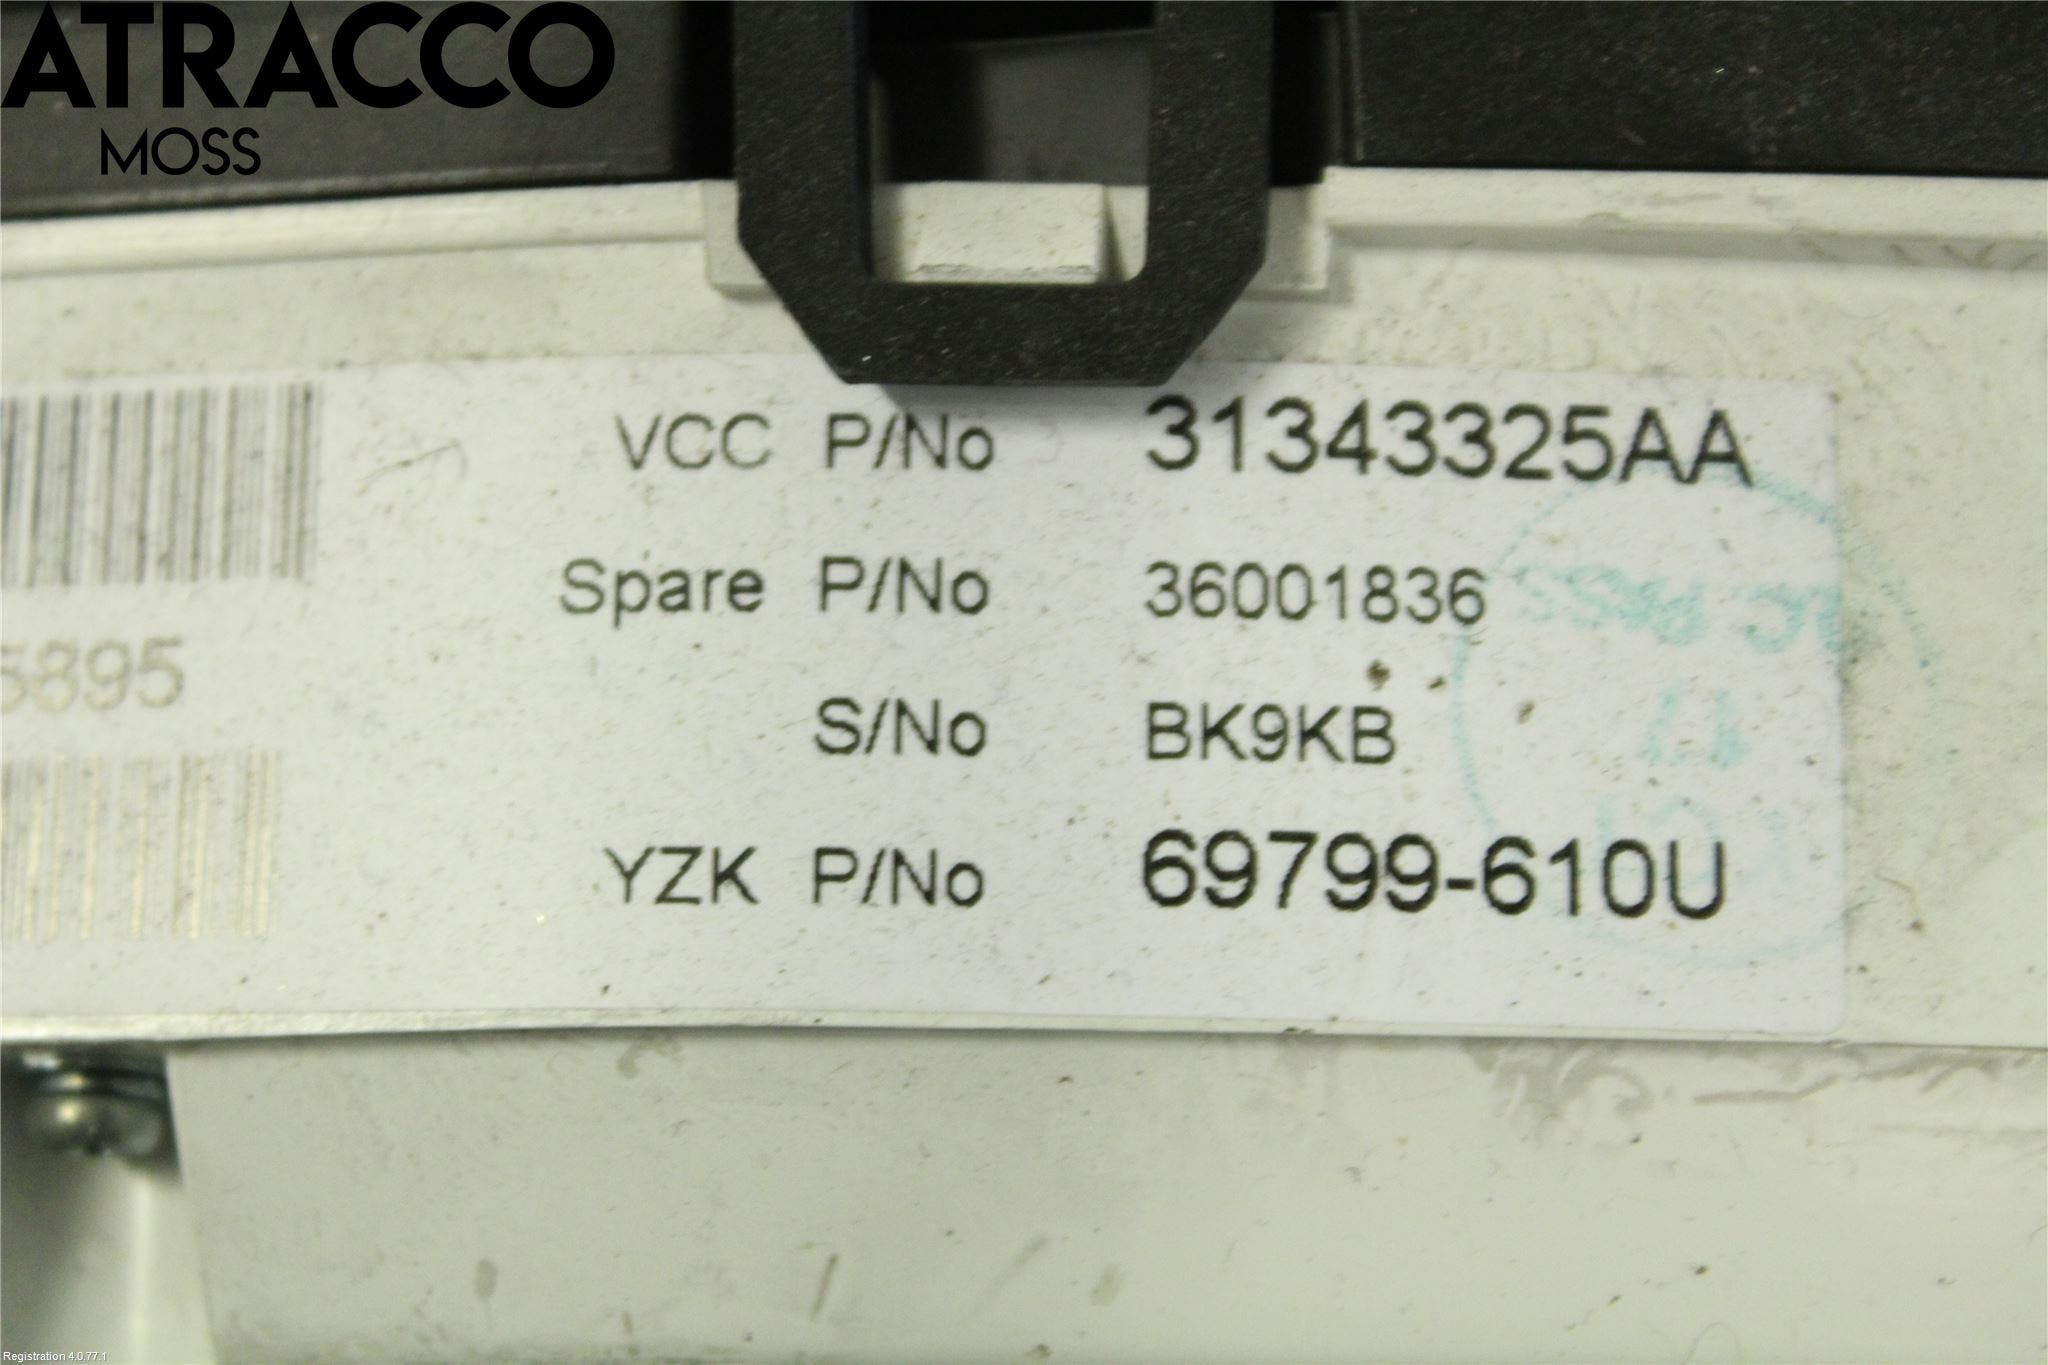 ATRACCO
MOSS
VCC P/No 31343325AA
Spare P/No 36001836
5895
S/No BK9KB
YZK P/No 69799-610U
Registration 4.0.77.1